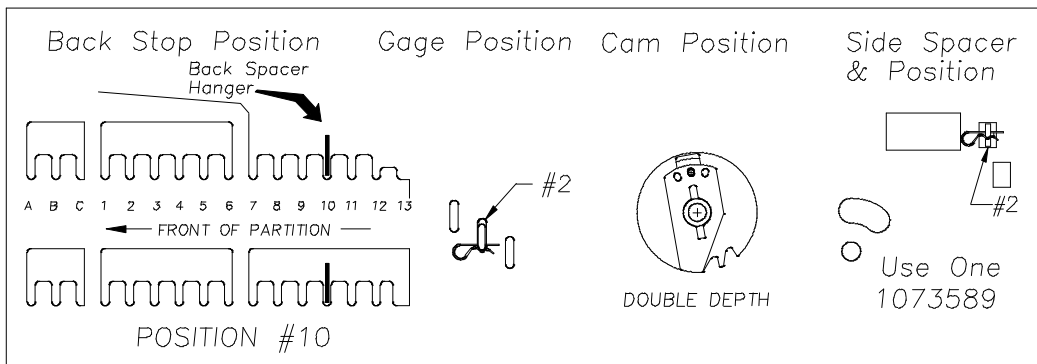 Back Stop Position
Gage Position
Cam Position
Side Spacer
& Position
Back Spacer
Hanger
#2
A B C 1 2 3 4 5 6 7 8 9 10 11 12 13
FRONT OF PARTITION
#2
DOUBLE DEPTH
Use One
1073589
POSITION #10